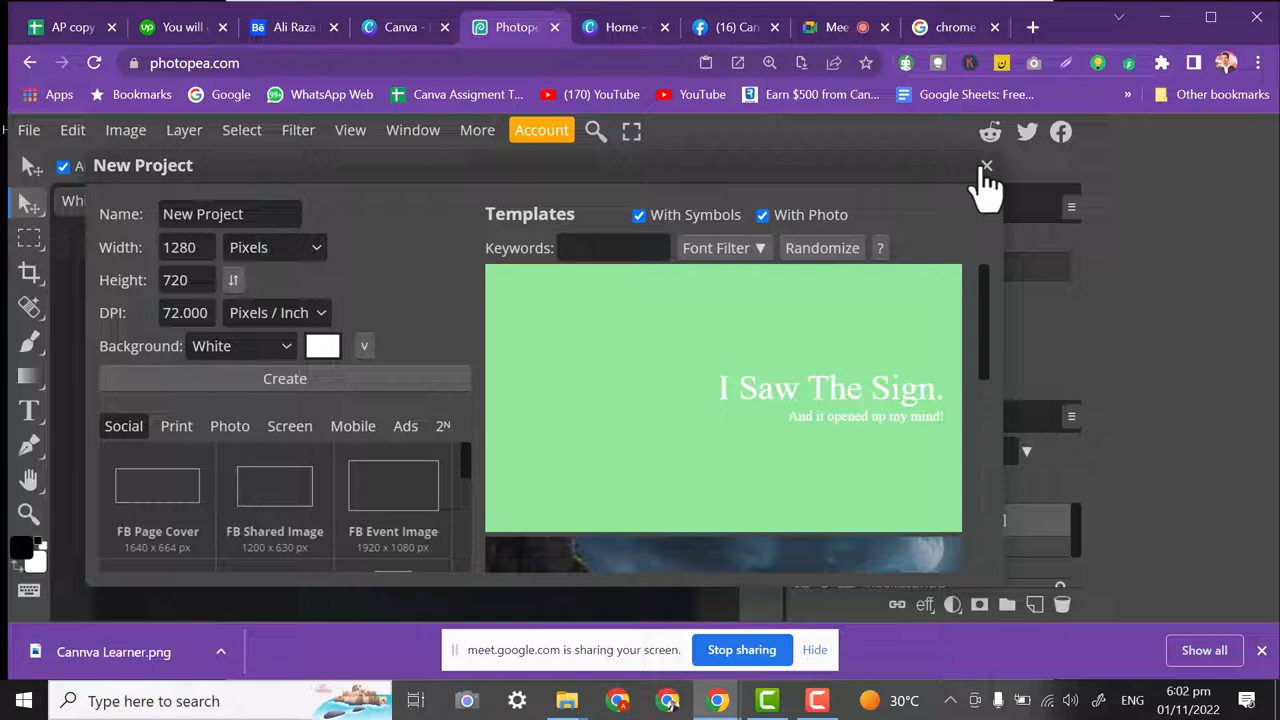 AP copy
You will
Bē
Ali Raza
Canva -
Photope
Home -
(16) Can
Mee
chrome
photopea.com
Apps
Bookmarks
Google
WhatsApp Web
Canva Assigment T...
(170) YouTube
YouTube
Earn $500 from Can...
Google Sheets: Free...
»
Other bookmarks
File
Edit
Image
Layer
Select
Filter
View
Window
More
Account
A
New Project
Whi
Name:
New Project
Width:
1280
Pixels
Height:
720
DPI:
72.000
Pixels / Inch
Background:
White
v
Create
Social
Print
Photo
Screen
Mobile
Ads
2ᴺ
FB Page Cover
1640 x 664 px
FB Shared Image
1200 x 630 px
FB Event Image
1920 x 1080 px
Templates
With Symbols
With Photo
Keywords:
Font Filter ▼
Randomize
?
I Saw The Sign.
And it opened up my mind!
eff
Cannva Learner.png
meet.google.com is sharing your screen.
Stop sharing
Hide
Show all
Type here to search
30°C
ENG
6:02 pm
01/11/2022